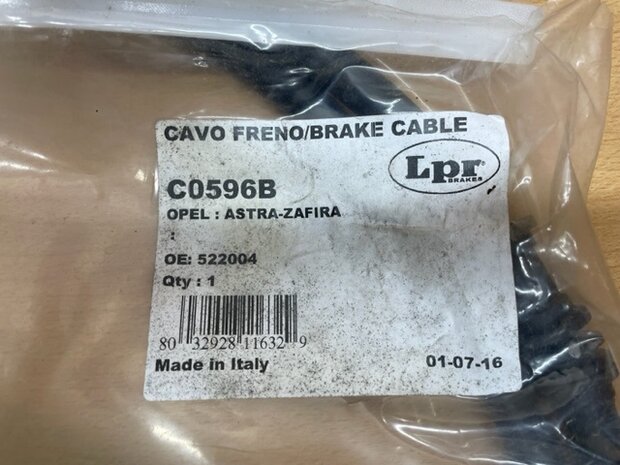 CAVO FRENO/BRAKE CABLE
Lpr®
BRAKES
C0596B
OPEL : ASTRA-ZAFIRA
:
OE: 522004
Qty : 1
80 32928 11632 9
Made in Italy 01-07-16